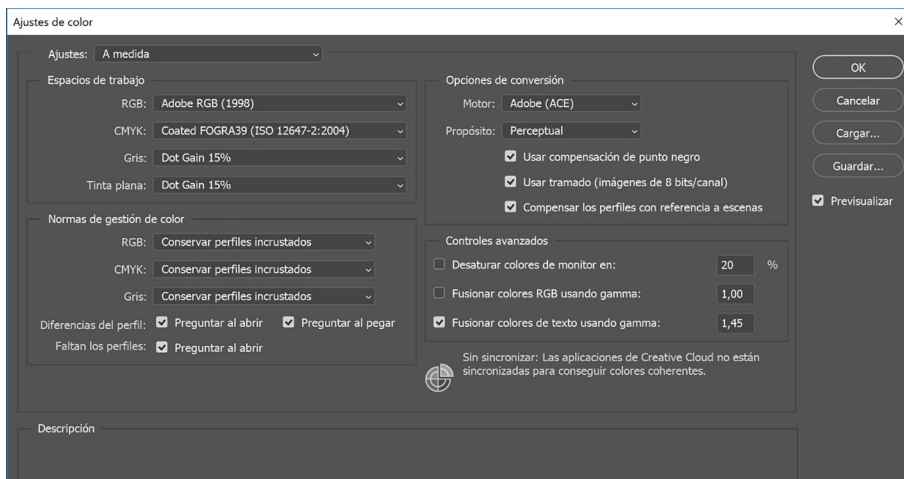 Ajustes de color
Ajustes: A medida
Espacios de trabajo
RGB: Adobe RGB (1998)
CMYK: Coated FOGRA39 (ISO 12647-2:2004)
Gris: Dot Gain 15%
Tinta plana: Dot Gain 15%
Normas de gestión de color
RGB: Conservar perfiles incrustados
CMYK: Conservar perfiles incrustados
Gris: Conservar perfiles incrustados
Diferencias del perfil: Preguntar al abrir Preguntar al pegar
Faltan los perfiles: Preguntar al abrir
Opciones de conversión
Motor: Adobe (ACE)
Propósito: Perceptual
Usar compensación de punto negro
Usar tramado (imágenes de 8 bits/canal)
Compensar los perfiles con referencia a escenas
Controles avanzados
Desaturar colores de monitor en: 20 %
Fusionar colores RGB usando gamma: 1,00
Fusionar colores de texto usando gamma: 1,45
Sin sincronizar: Las aplicaciones de Creative Cloud no están
sincronizadas para conseguir colores coherentes.
OK
Cancelar
Cargar...
Guardar...
Previsualizar
Descripción